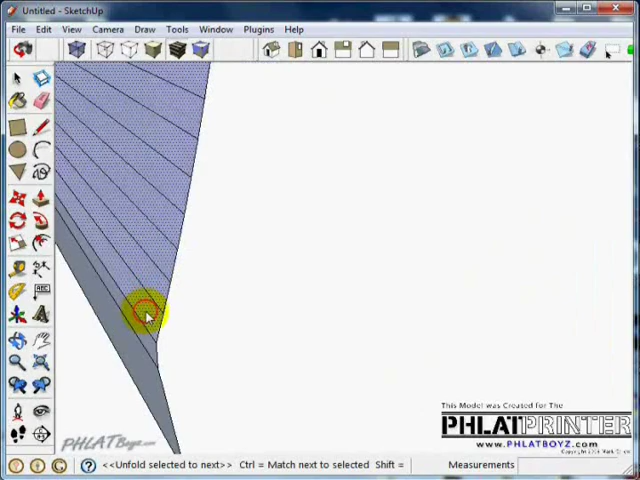 Untitled - SketchUp
File Edit View Camera Draw Tools Window Plugins Help
ABC
PHLATBoyz.com
This Model was Created for The
PHLATPRINTER
www.PHLATBOYZ.com
<<Unfold selected to next>> Ctrl = Match next to selected Shift =
Measurements